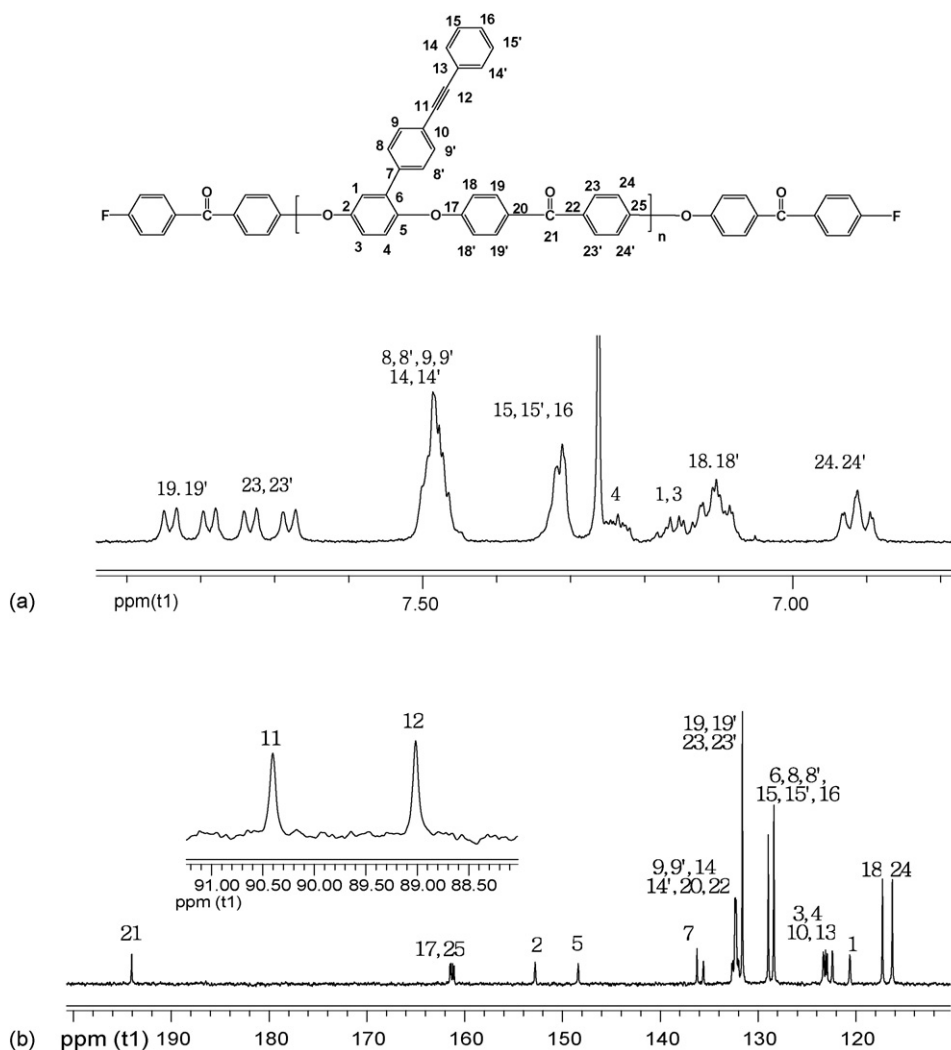 15 16
14 15'
13 14'
11 12
9 10
8 9'
7 8'
1 6 18 19 O 23 24
F O O 2 5 O 17 20 22 25 O O F
3 4 18' 19' 21 23' 24' n
8,8',9,9'
14,14'
15,15',16
19.19' 23,23' 4 1,3 18.18' 24.24'
(a) ppm(t1) 7.50 7.00
11 12
91.00 90.50 90.00 89.50 89.00 88.50
ppm (t1)
19, 19'
23, 23'
6,8,8',
15,15',16
9,9', 14
14',20,22
18 24
3,4
10,13
21 17,25 2 5 7 1
(b) ppm (t1) 190 180 170 160 150 140 130 120